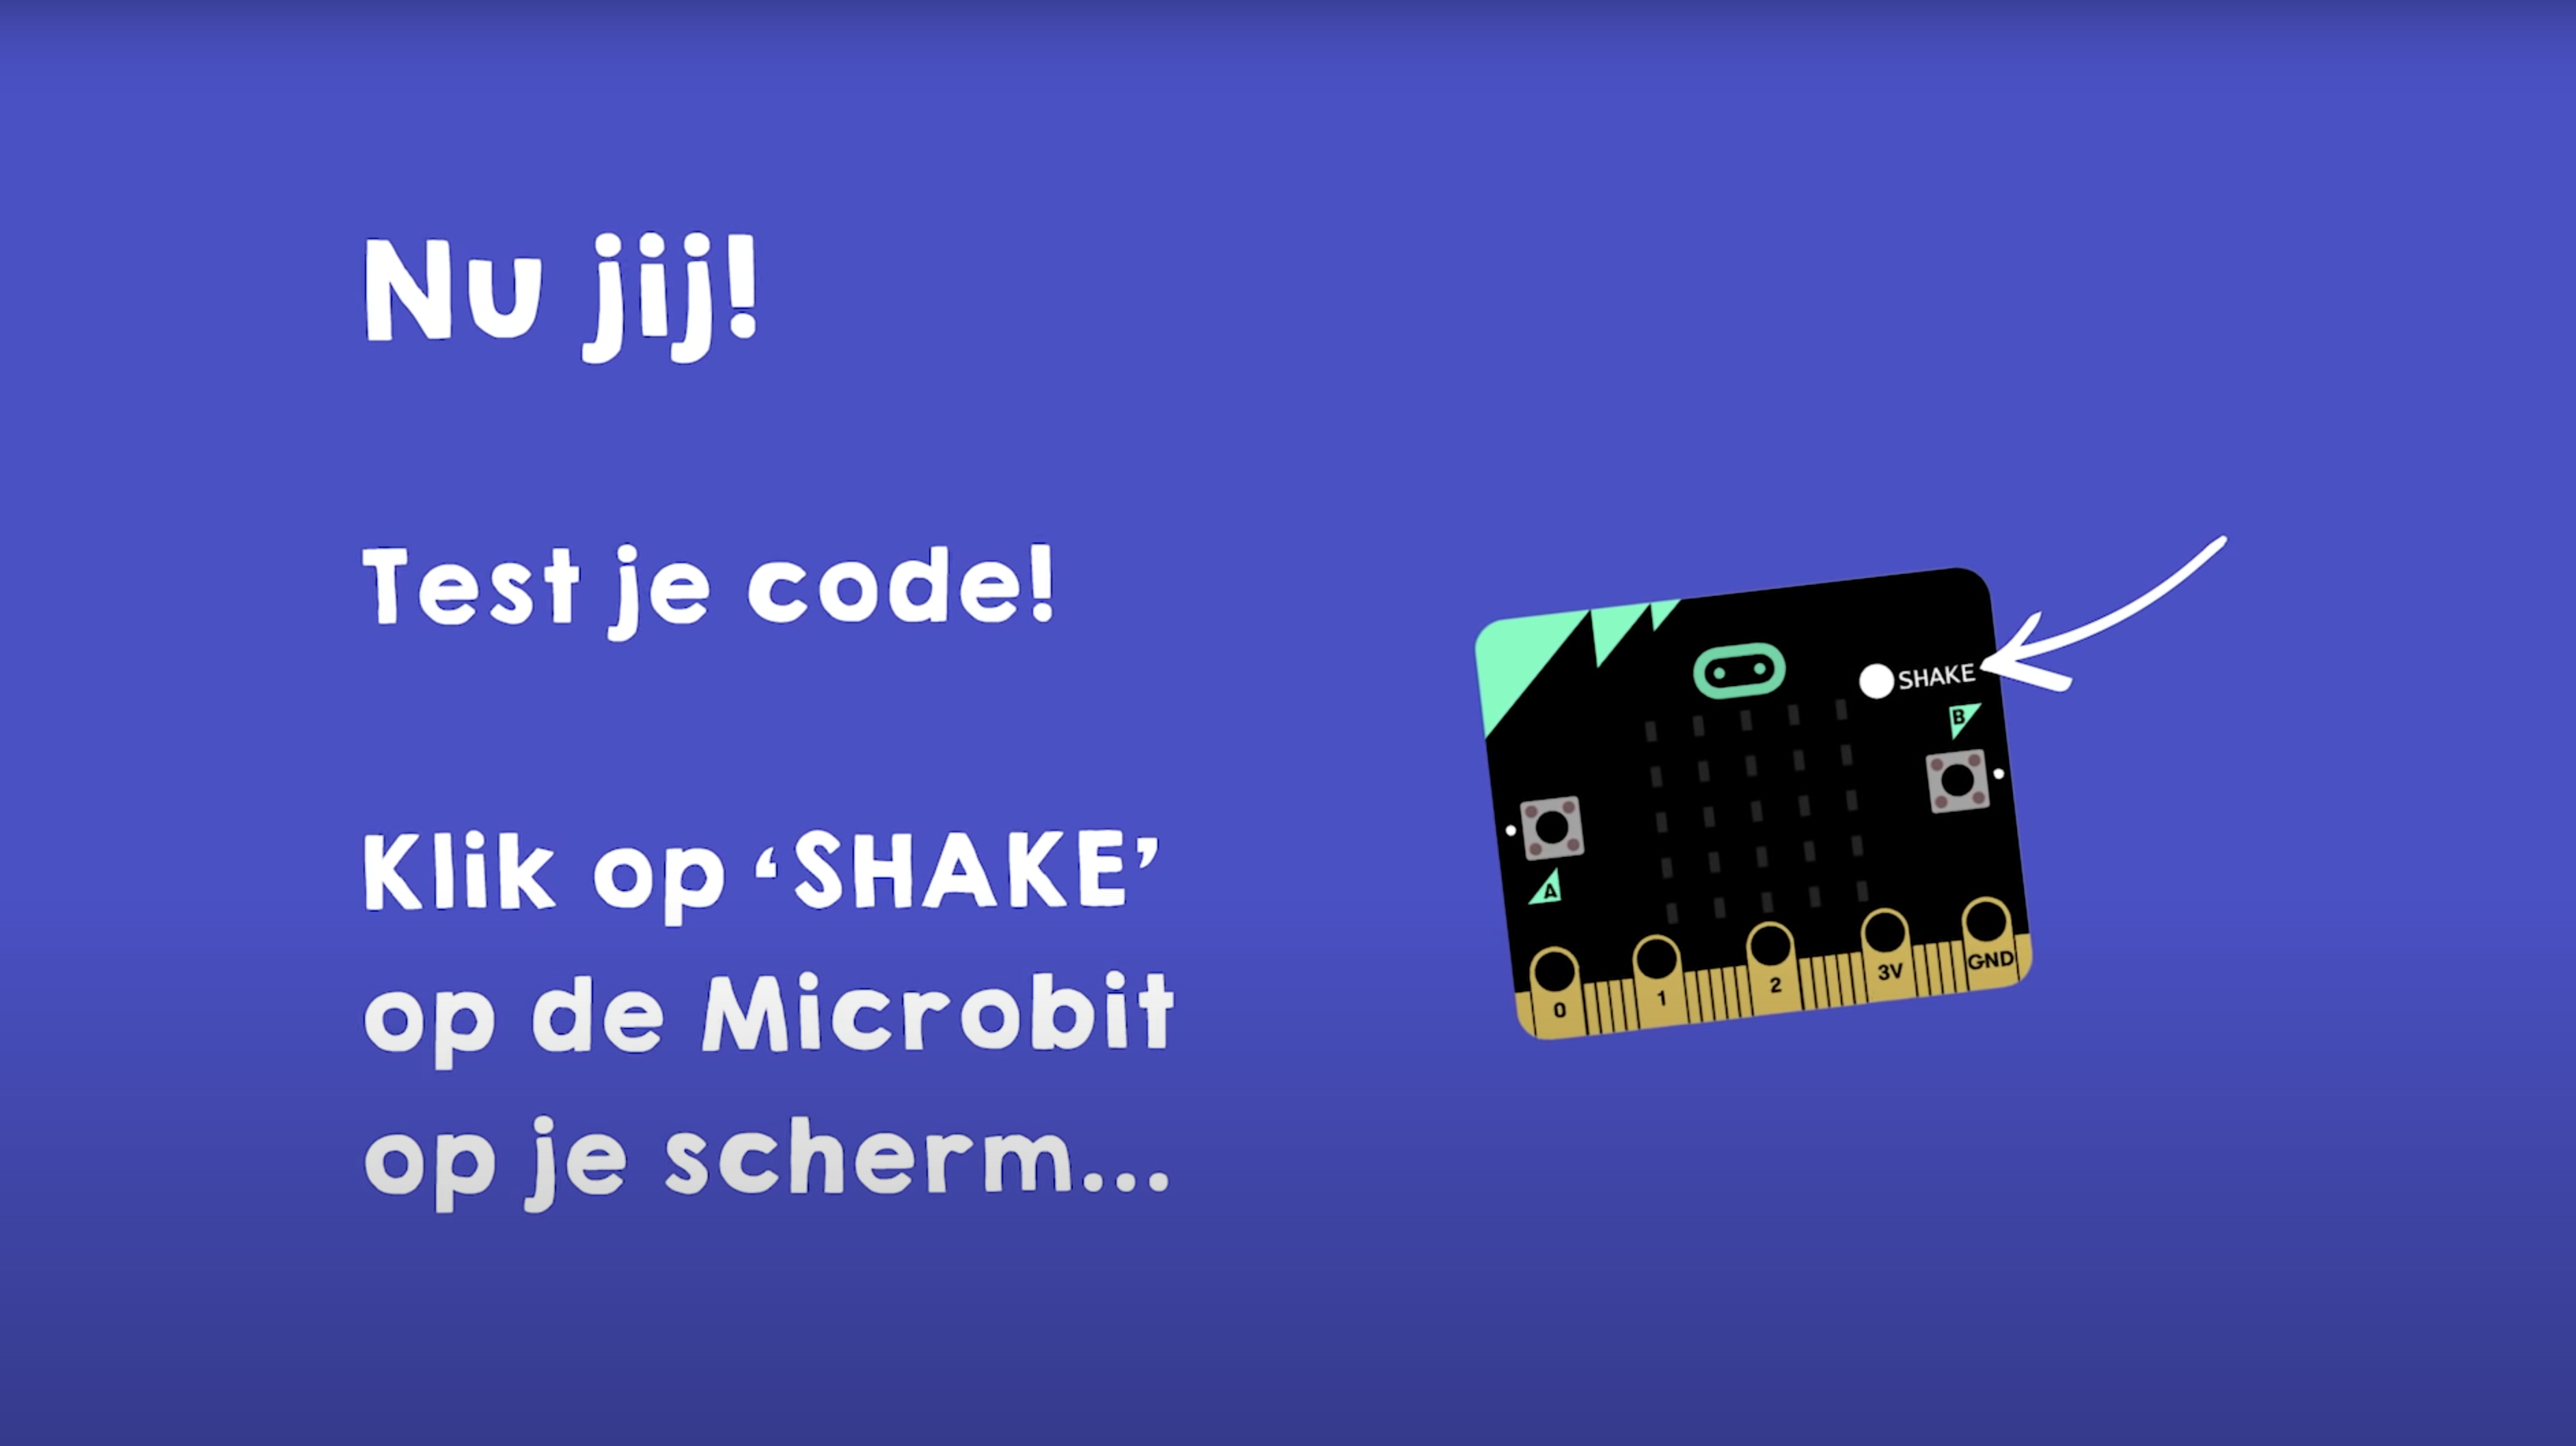 Nu jij!
Test je code!
Klik op ‘SHAKE’
op de Microbit
op je scherm...
SHAKE
B
A
0 1 2 3V GND